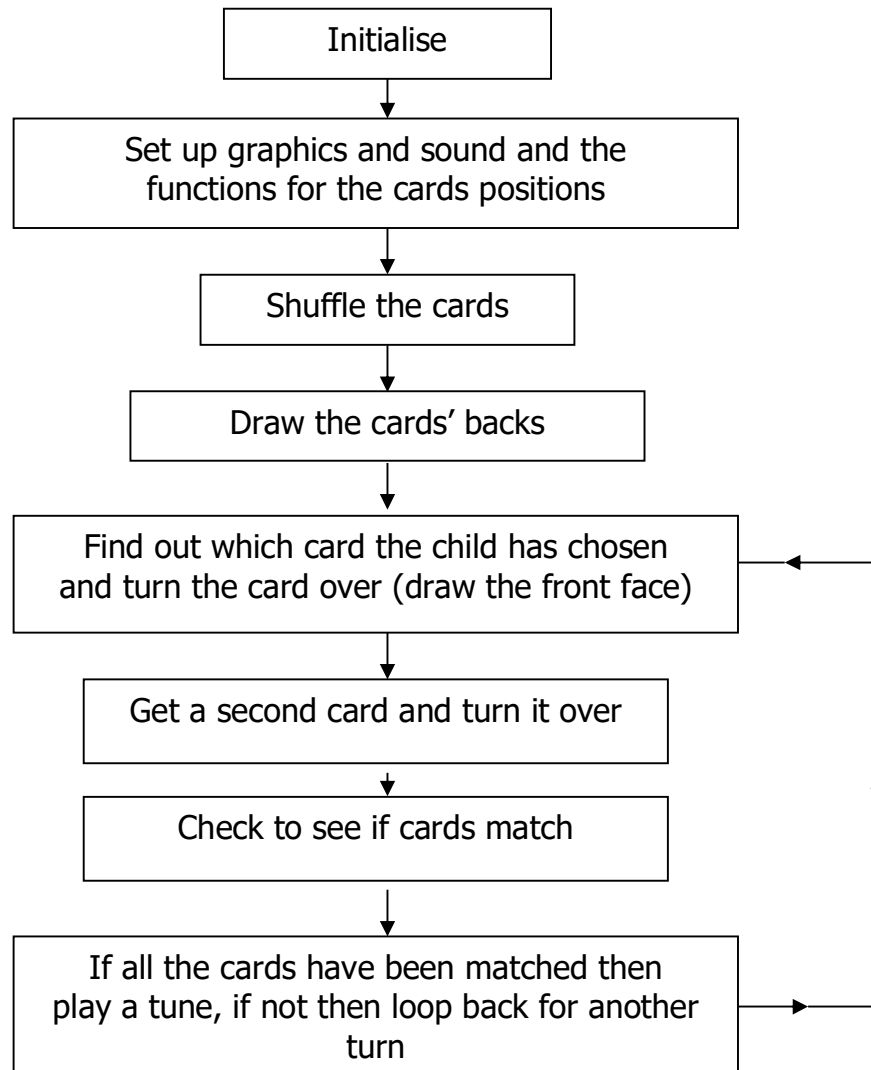 Initialise
Set up graphics and sound and the
functions for the cards positions
Shuffle the cards
Draw the cards’ backs
Find out which card the child has chosen
and turn the card over (draw the front face)
Get a second card and turn it over
Check to see if cards match
If all the cards have been matched then
play a tune, if not then loop back for another
turn